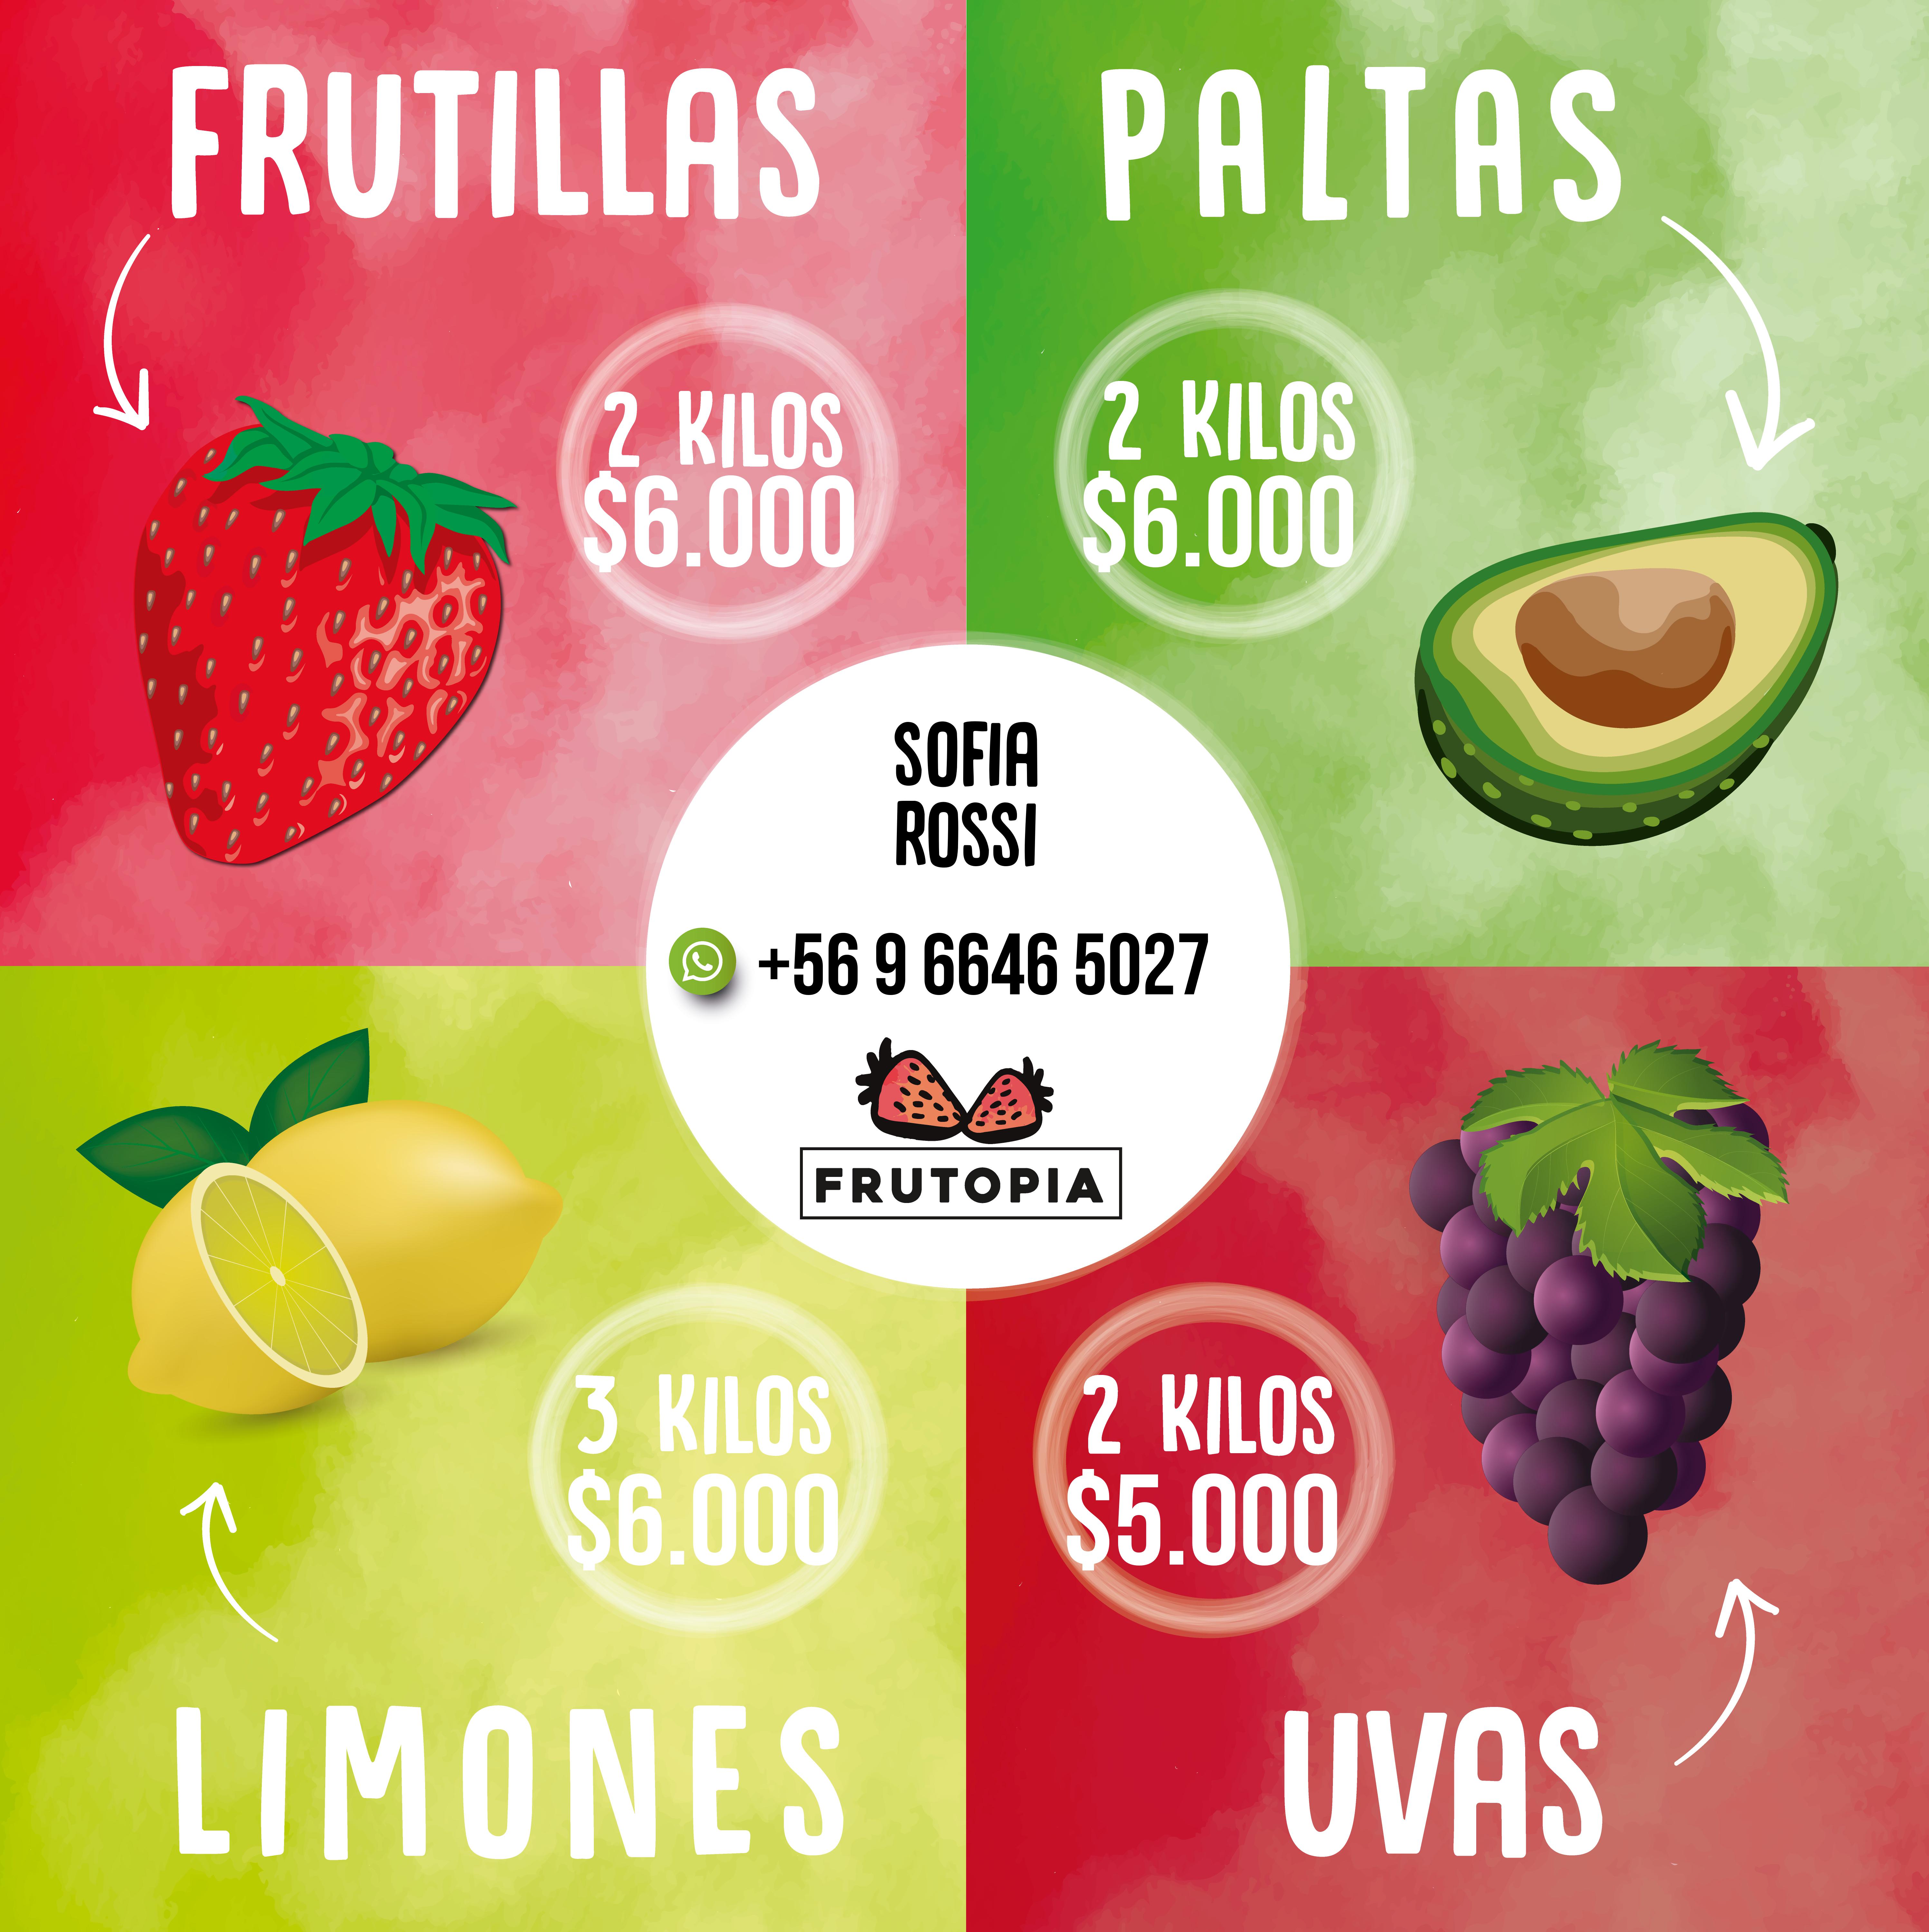 FRUTILLAS
2 KILOS
$6.000
PALTAS
2 KILOS
$6.000
SOFIA
ROSSI
+56 9 6646 5027
FRUTOPIA
3 KILOS
$6.000
LIMONES
2 KILOS
$5.000
UVAS